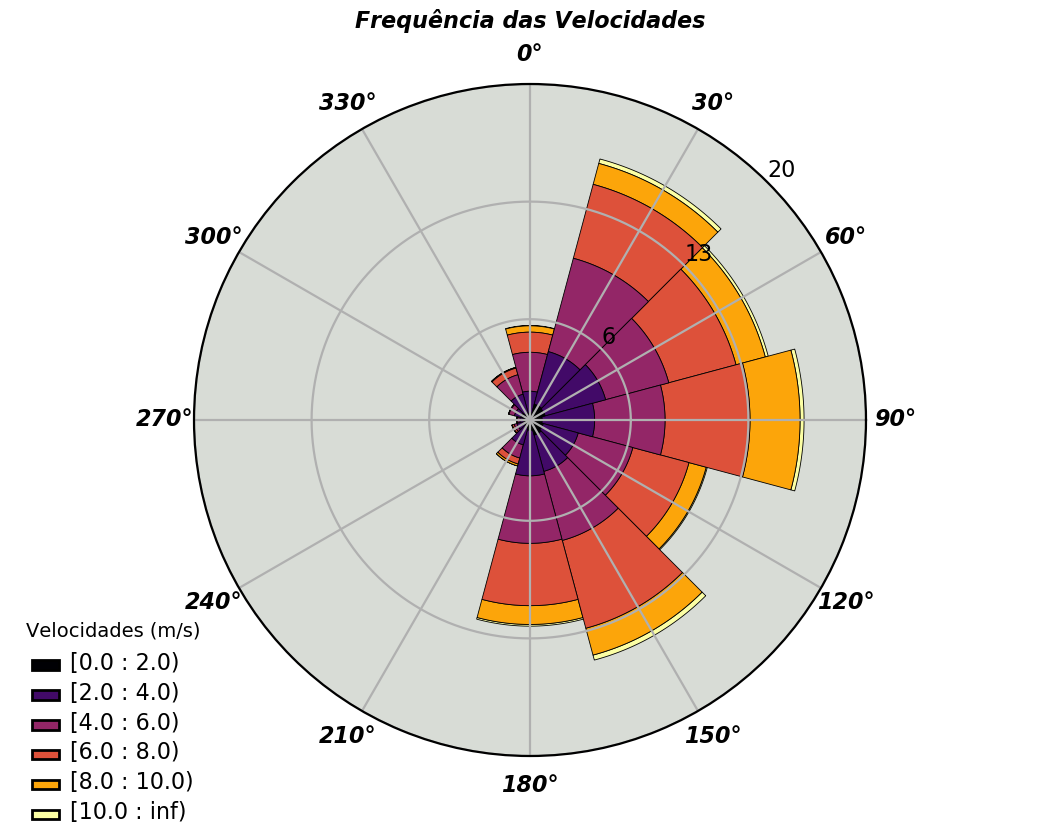 Frequência das Velocidades
0°
330°
30°
20
300°
60°
13
6
270°
90°
240°
120°
210°
150°
180°
Velocidades (m/s)
[0.0 : 2.0)
[2.0 : 4.0)
[4.0 : 6.0)
[6.0 : 8.0)
[8.0 : 10.0)
[10.0 : inf)